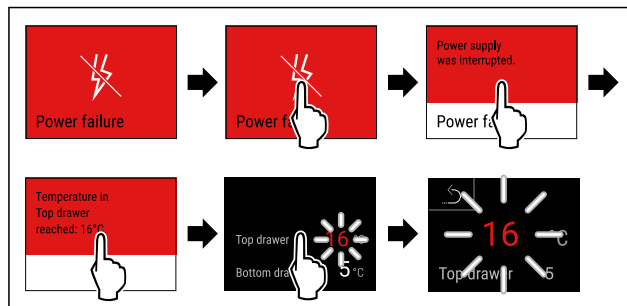 Power failure
Power fa
Power supply
was interrupted.
Power fa
Temperature in
Top drawer
reached: 16°C
Top drawer 16 °C
Bottom dra 5 °C
16 °C
Top drawer 5